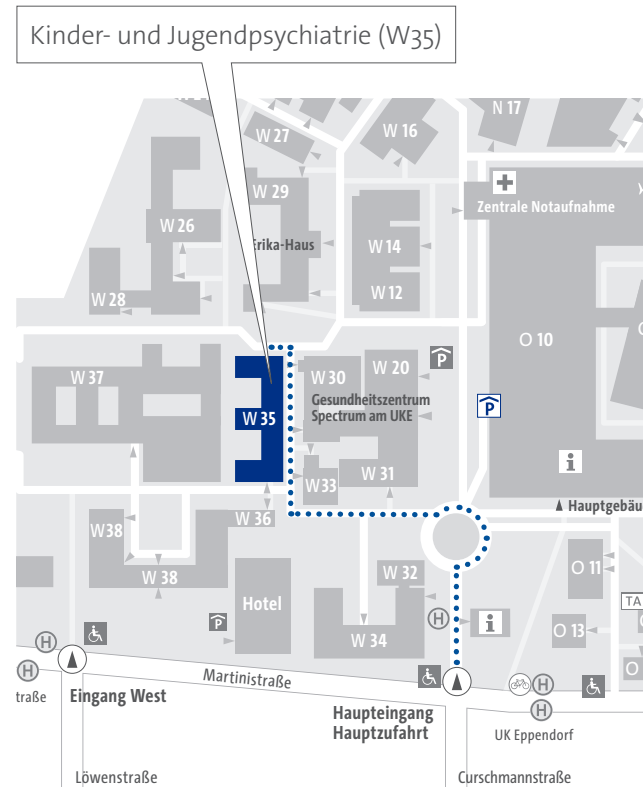 Kinder- und Jugendpsychiatrie (W35)
N 17
W 27
W 16
W 29
Zentrale Notaufnahme
W 26
Erika-Haus
W 14
W 28
W 12
O 10
P
W 37
W 30
W 20
Gesundheitszentrum
Spectrum am UKE
P
W 35
i
W 31
W 33
Hauptgebäu
W 36
W38
W 38
W 32
O 11
Hotel
P
H
i
TA
O 13
W 34
O
H
H
Martinistraße
traße
Eingang West
H
Haupteingang
Hauptzufahrt
H
UK Eppendorf
Löwenstraße
Curschmannstraße